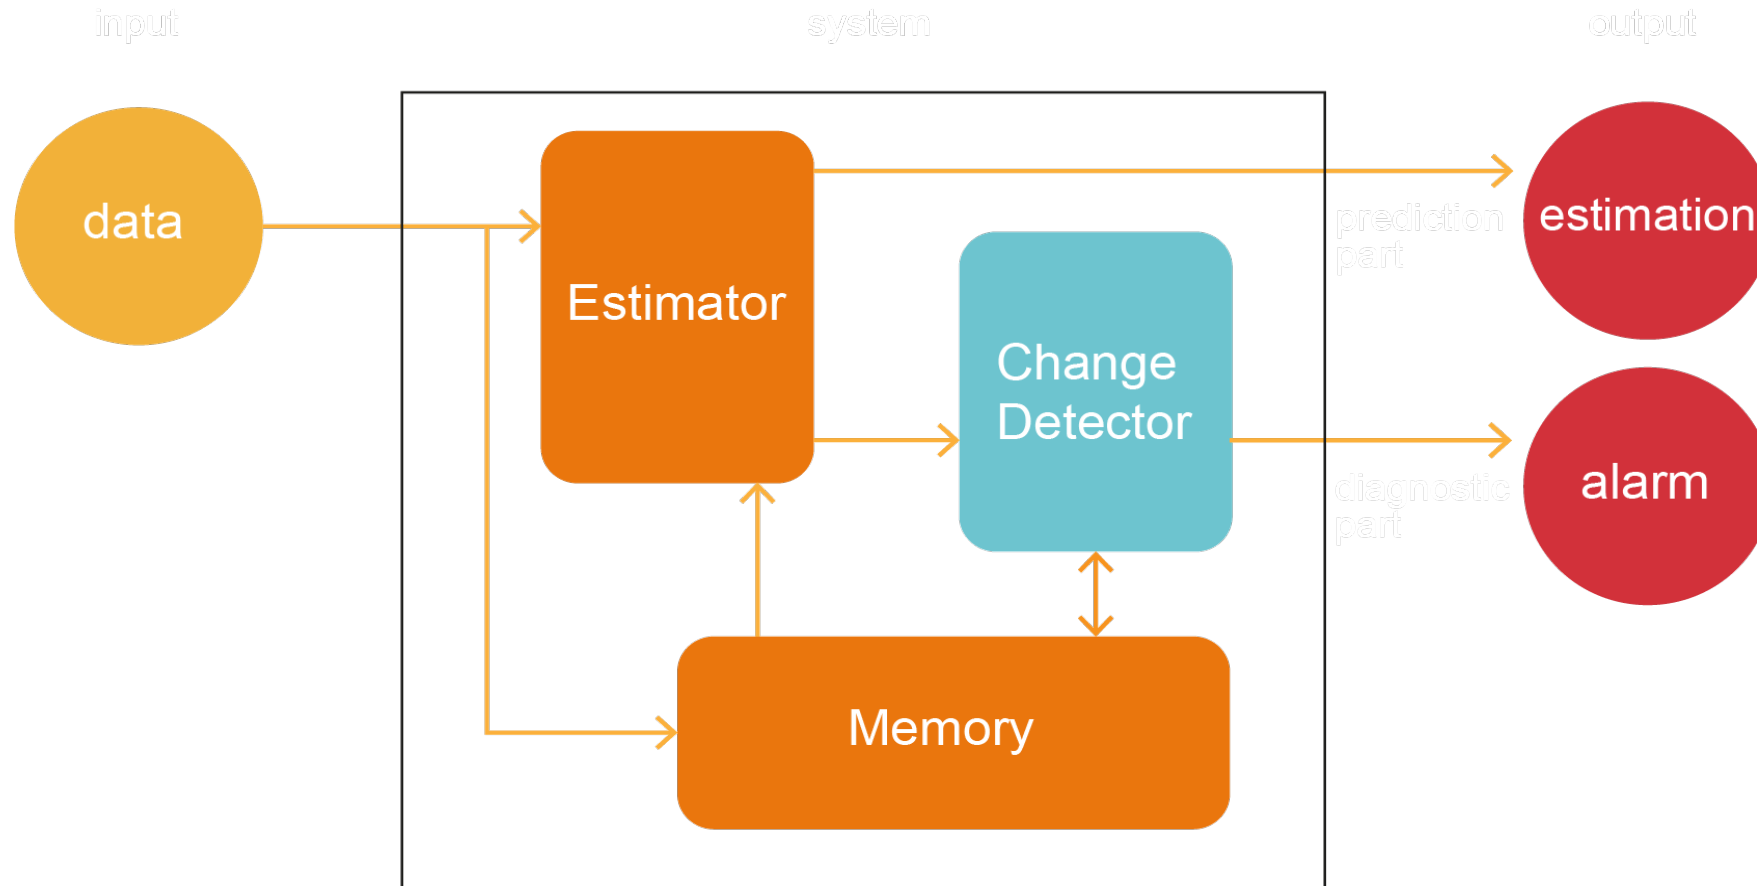 input
system
output
data
Estimator
prediction
part
estimation
Change
Detector
diagnostic
part
alarm
Memory